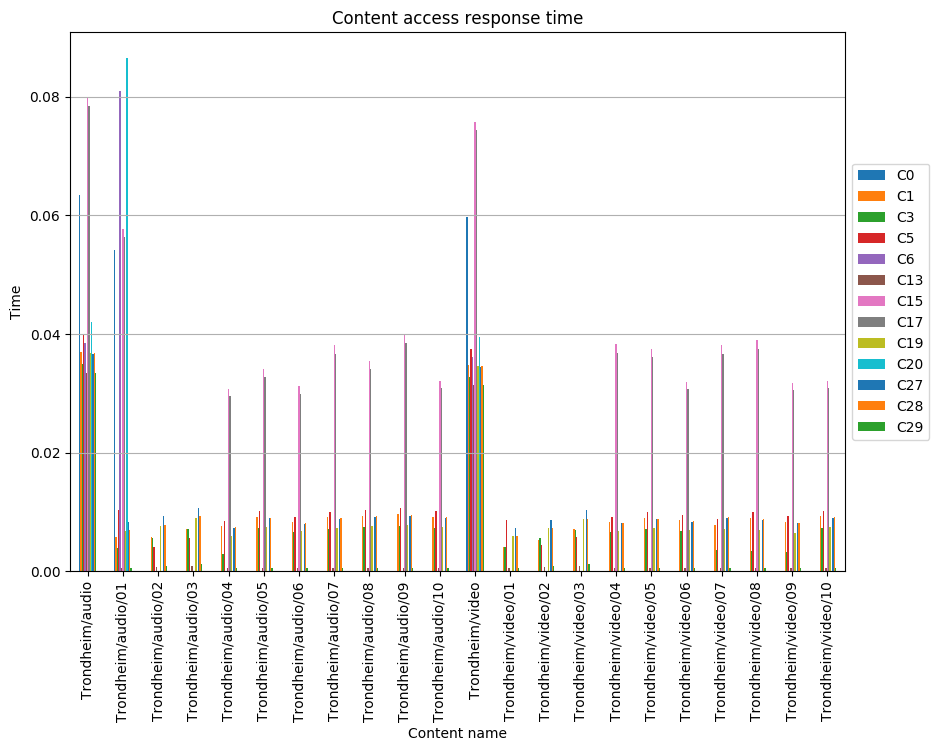 Content access response time
Time
0.08
0.06
0.04
0.02
0.00
Trondheim/audio
Trondheim/audio/01
Trondheim/audio/02
Trondheim/audio/03
Trondheim/audio/04
Trondheim/audio/05
Trondheim/audio/06
Trondheim/audio/07
Trondheim/audio/08
Trondheim/audio/09
Trondheim/audio/10
Trondheim/video
Trondheim/video/01
Trondheim/video/02
Trondheim/video/03
Trondheim/video/04
Trondheim/video/05
Trondheim/video/06
Trondheim/video/07
Trondheim/video/08
Trondheim/video/09
Trondheim/video/10
Content name
C0
C1
C3
C5
C6
C13
C15
C17
C19
C20
C27
C28
C29